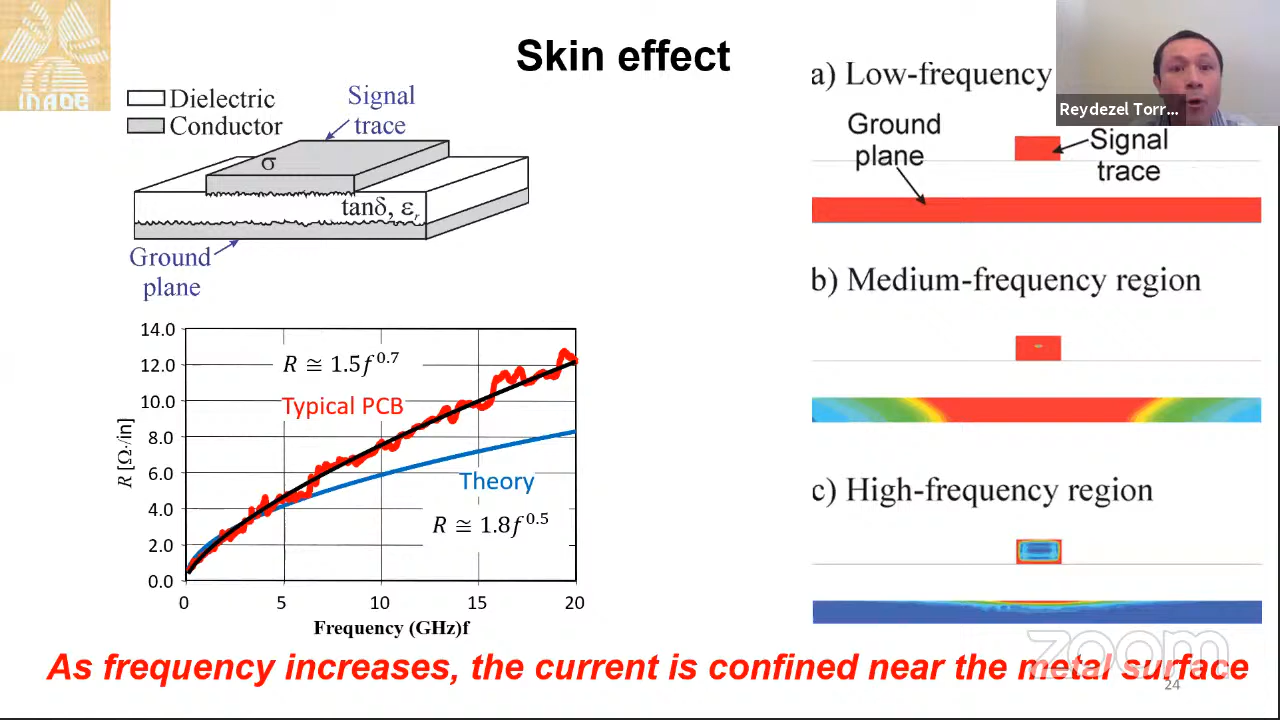 INAOE
Skin effect
Dielectric
Conductor
Signal
trace
σ
tanδ, εr
Ground
plane
14.0
12.0
10.0
8.0
6.0
4.0
2.0
0.0
R [Ω/in]
R ≅ 1.5f^0.7
Typical PCB
Theory
R ≅ 1.8f^0.5
0
5
10
15
20
Frequency (GHz)f
a) Low-frequency
Reydezel Torr...
Ground
plane
Signal
trace
b) Medium-frequency region
c) High-frequency region
zoom
As frequency increases, the current is confined near the metal surface
24